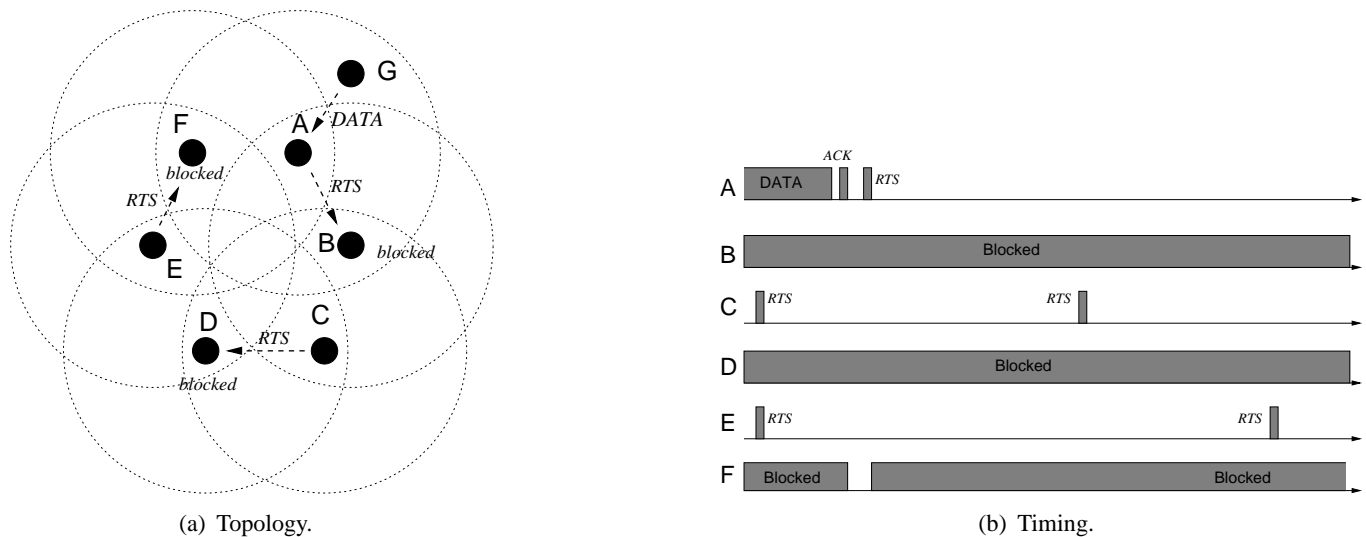 G
F
A
DATA
blocked
RTS
RTS
B
blocked
E
D
C
RTS
blocked
(a) Topology.
ACK
A
DATA
RTS
B
Blocked
C
RTS
RTS
D
Blocked
E
RTS
RTS
F
Blocked
Blocked
(b) Timing.